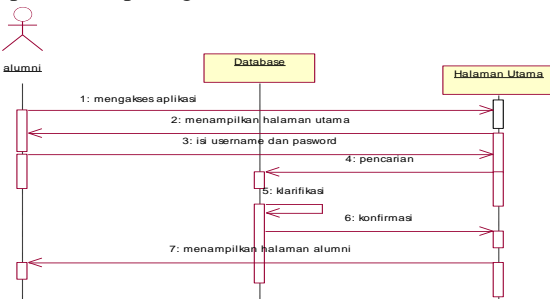 alumni
Database
Halaman Utama
1: mengakses aplikasi
2: menampilkan halaman utama
3: isi username dan pasword
4: pencarian
5: klarifikasi
6: konfirmasi
7: menampilkan halaman alumni